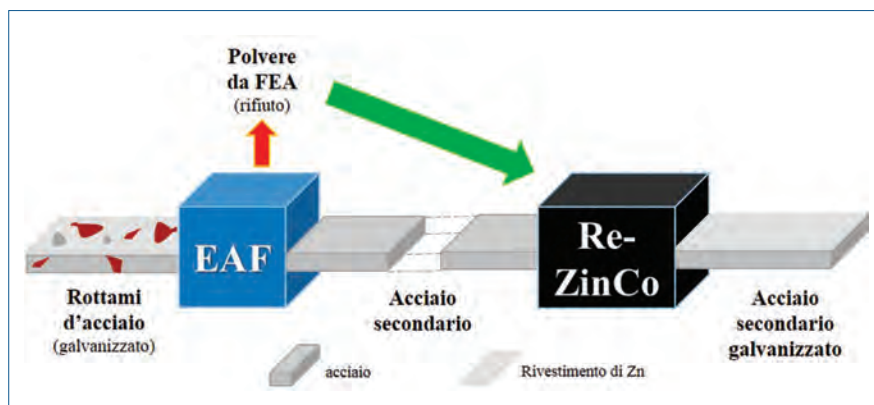 Polvere
da FEA
(rifiuto)
EAF
Re-
ZinCo
Rottami
d'acciaio
(galvanizzato)
Acciaio
secondario
Acciaio
secondario
galvanizzato
acciaio
Rivestimento di Zn